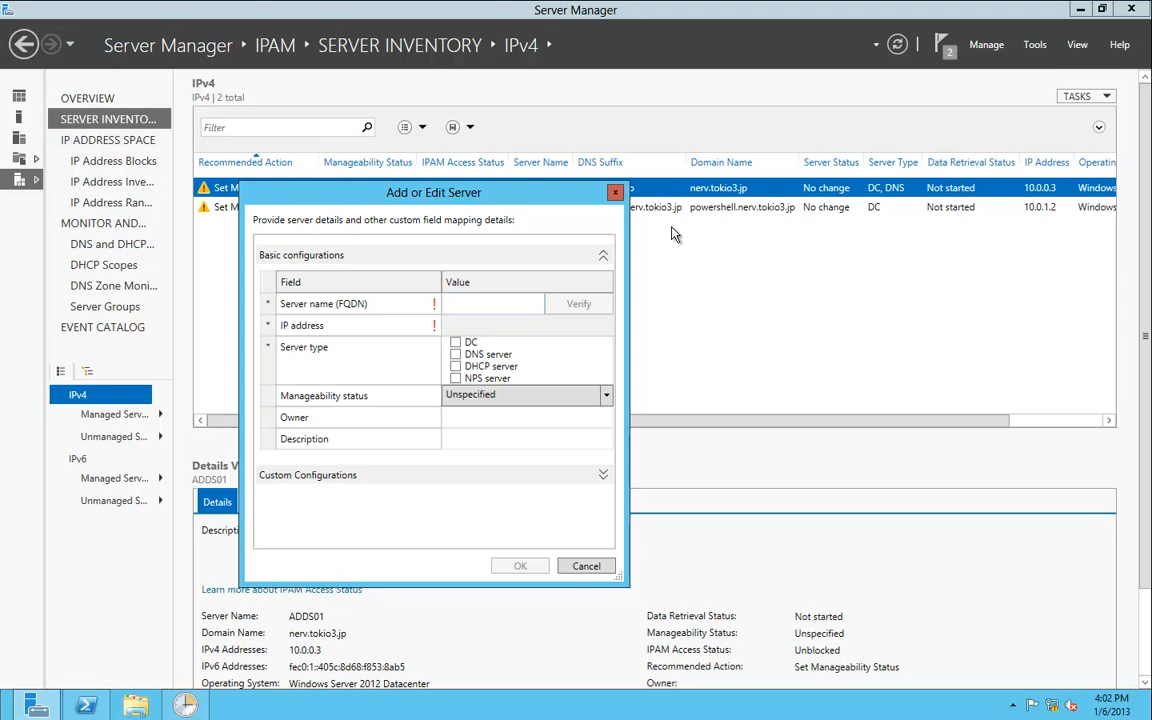 Server Manager
Server Manager • IPAM • SERVER INVENTORY • IPv4 •
2
Manage Tools View Help
OVERVIEW
SERVER INVENTO...
IP ADDRESS SPACE
IP Address Blocks
IP Address Inve...
IP Address Ran...
MONITOR AND...
DNS and DHCP...
DHCP Scopes
DNS Zone Moni...
Server Groups
EVENT CATALOG
IPv4
Managed Serv...
Unmanaged S...
IPv6
Managed Serv...
Unmanaged S...
IPv4
IPv4 | 2 total
TASKS
Filter
Recommended Action Manageability Status IPAM Access Status Server Name DNS Suffix Domain Name Server Status Server Type Data Retrieval Status IP Address Operatin
Set M nerv.tokio3.jp No change DC, DNS Not started 10.0.0.3 Windows
Set M erv.tokio3.jp powershell.nerv.tokio3.jp No change DC Not started 10.0.1.2 Windows
Add or Edit Server
x
Provide server details and other custom field mapping details:
Basic configurations
Field Value
* Server name (FQDN) ! Verify
* IP address !
* Server type
DC
DNS server
DHCP server
NPS server
Manageability status Unspecified
Owner
Description
Custom Configurations
OK Cancel
Details V
ADDS01
Details
Descripti
Learn more about IPAM Access Status
Server Name: ADDS01
Domain Name: nerv.tokio3.jp
IPv4 Addresses: 10.0.0.3
IPv6 Addresses: fec0:1::405c:8d68:f853:8ab5
Operating System: Windows Server 2012 Datacenter
Data Retrieval Status: Not started
Manageability Status: Unspecified
IPAM Access Status: Unblocked
Recommended Action: Set Manageability Status
Owner:
4:02 PM
1/6/2013